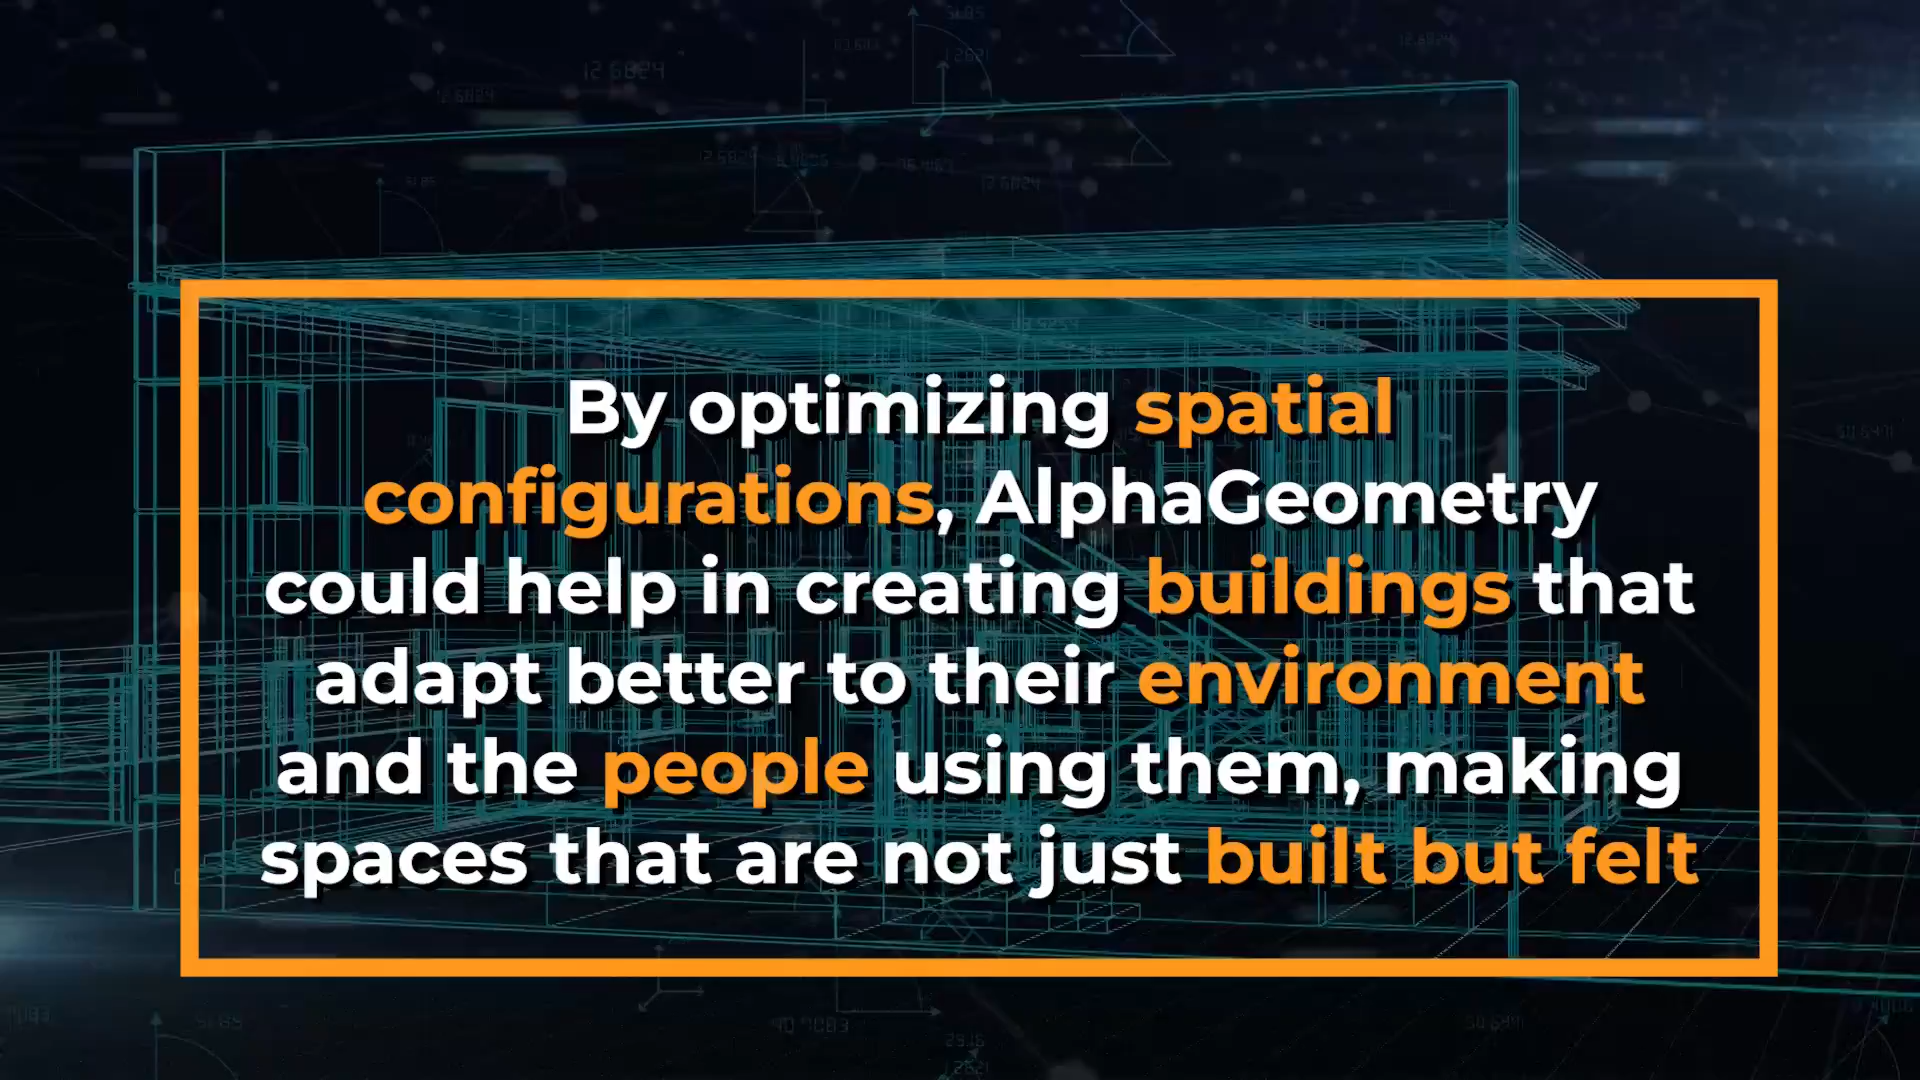 By optimizing spatial
configurations, AlphaGeometry
could help in creating buildings that
adapt better to their environment
and the people using them, making
spaces that are not just built but felt